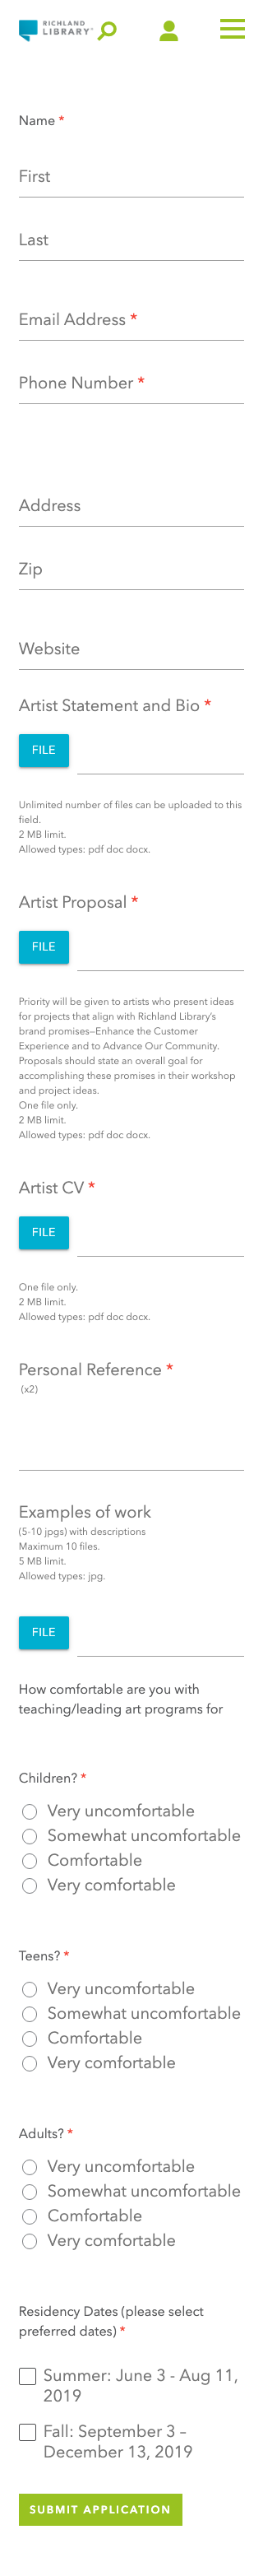 RICHLAND
LIBRARY
Name *
First
Last
Email Address *
Phone Number *
Address
Zip
Website
Artist Statement and Bio *
FILE
Unlimited number of files can be uploaded to this
field.
2 MB limit.
Allowed types: pdf doc docx.
Artist Proposal *
FILE
Priority will be given to artists who present ideas
for projects that align with Richland Library's
brand promises—Enhance the Customer
Experience and to Advance Our Community.
Proposals should state an overall goal for
accomplishing these promises in their workshop
and project ideas.
One file only.
2 MB limit.
Allowed types: pdf doc docx.
Artist CV *
FILE
One file only.
2 MB limit.
Allowed types: pdf doc docx.
Personal Reference *
(x2)
Examples of work
(5-10 jpgs) with descriptions
Maximum 10 files.
5 MB limit.
Allowed types: jpg.
FILE
How comfortable are you with
teaching/leading art programs for
Children? *
Very uncomfortable
Somewhat uncomfortable
Comfortable
Very comfortable
Teens? *
Very uncomfortable
Somewhat uncomfortable
Comfortable
Very comfortable
Adults? *
Very uncomfortable
Somewhat uncomfortable
Comfortable
Very comfortable
Residency Dates (please select
preferred dates) *
Summer: June 3 - Aug 11,
2019
Fall: September 3 –
December 13, 2019
SUBMIT APPLICATION